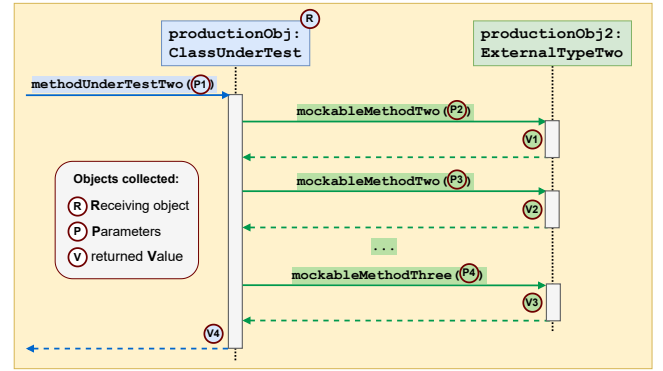 R
productionObj:
ClassUnderTest
productionObj2:
ExternalTypeTwo
methodUnderTestTwo(P1)
mockableMethodTwo(P2)
V1
mockableMethodTwo(P3)
V2
...
mockableMethodThree(P4)
V3
V4
Objects collected:
R Receiving object
P Parameters
V returned Value